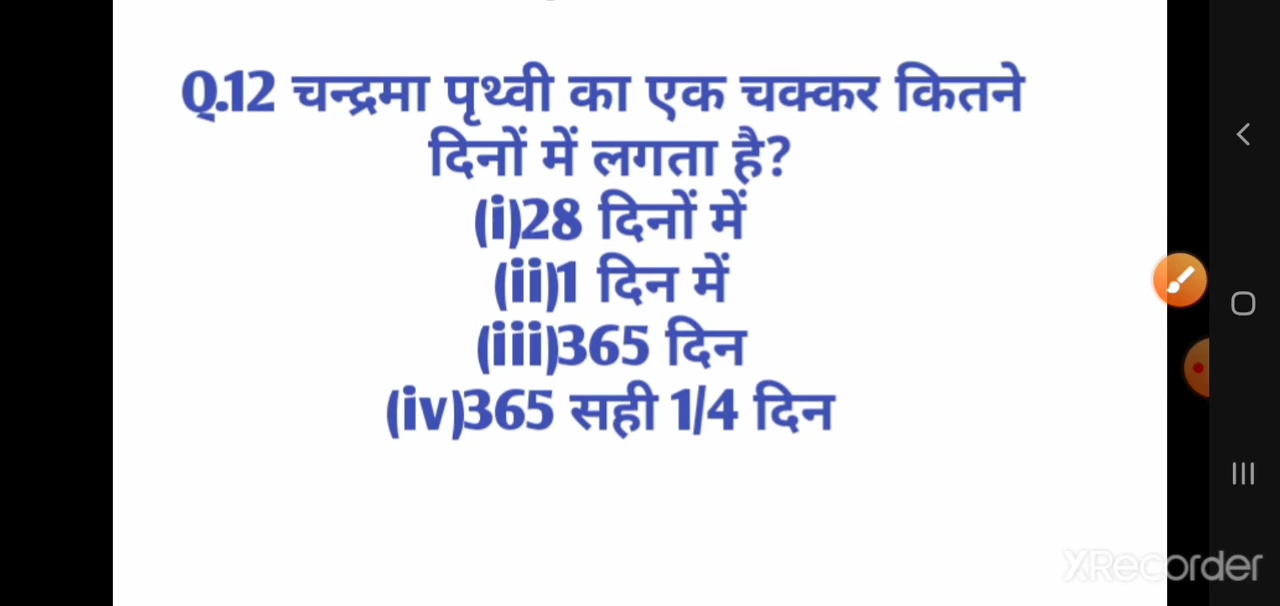 Q.12 चन्द्रमा पृथ्वी का एक चक्कर कितने
दिनों में लगता है?
(i)28 दिनों में
(ii)1 दिन में
(iii)365 दिन
(iv)365 सही 1/4 दिन
XRecorder